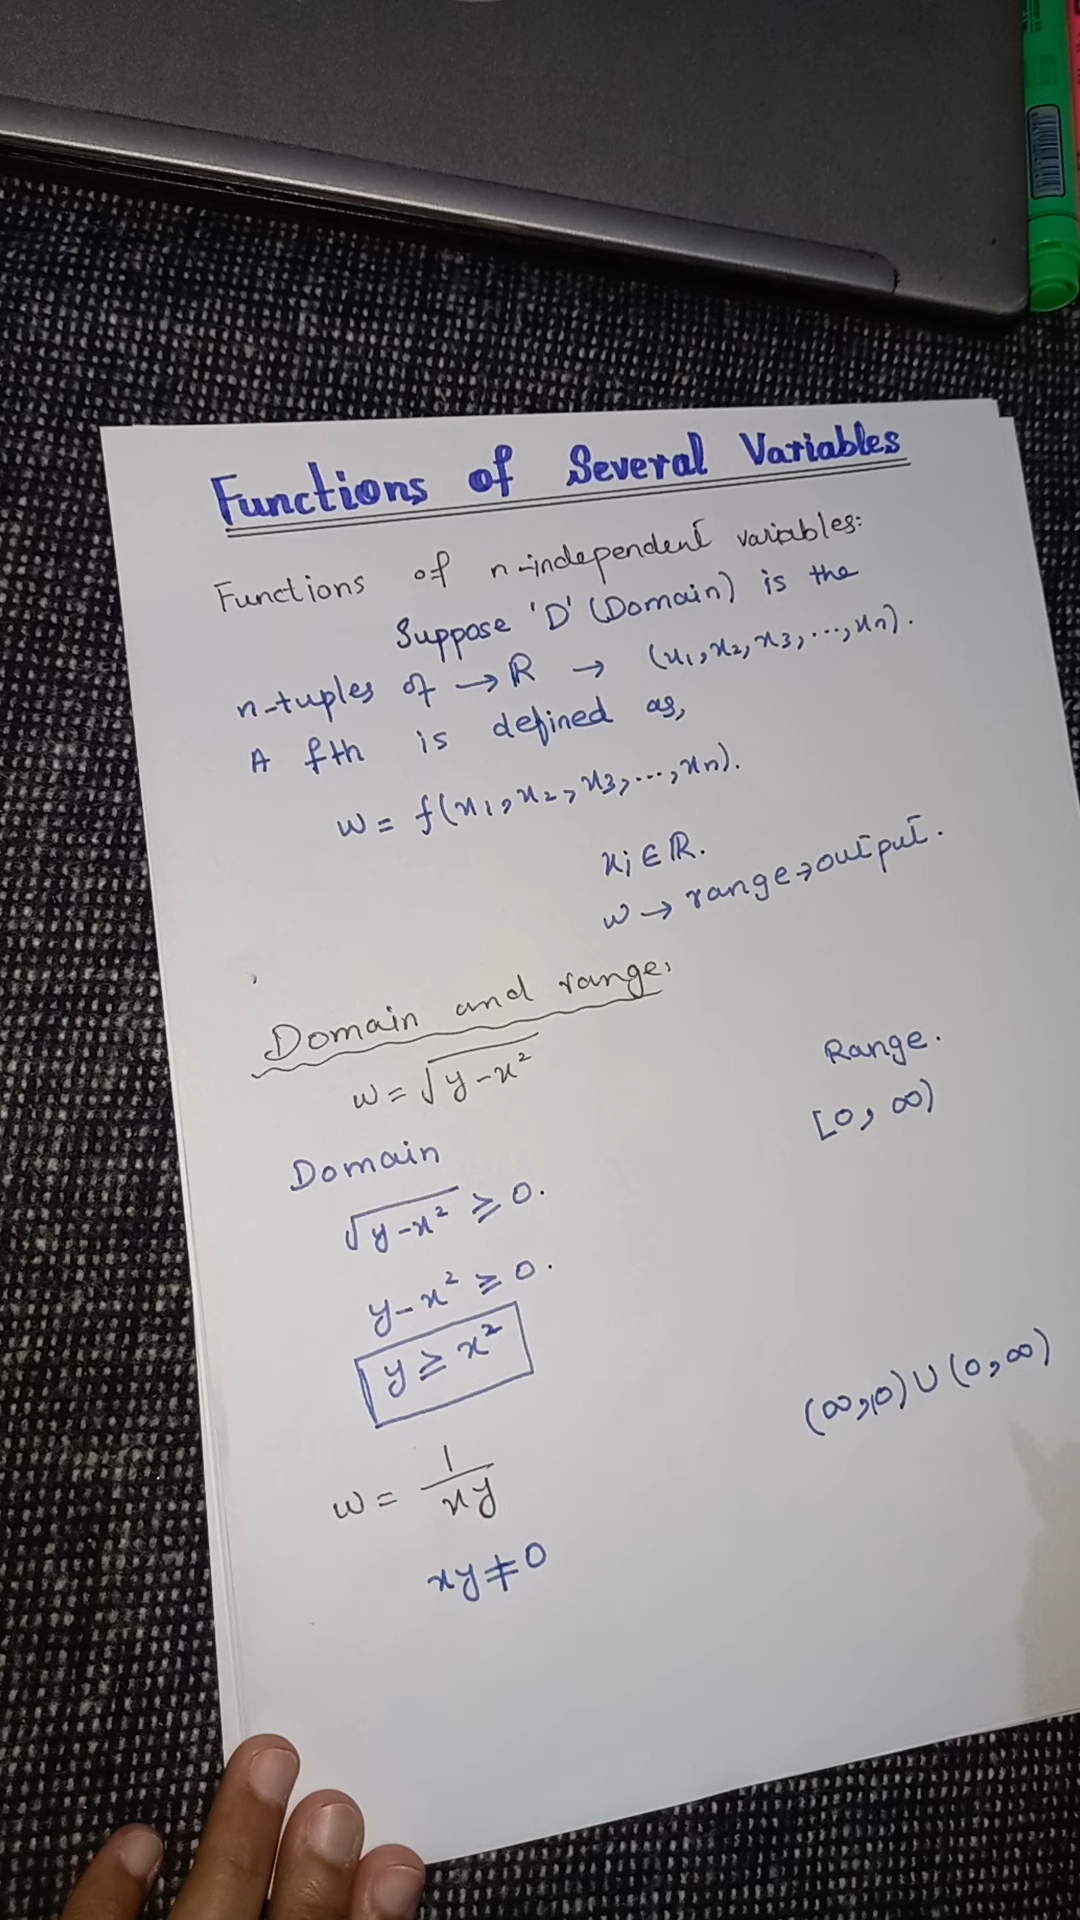 Functions of Several Variables
Functions of n-independent variables:
Suppose 'D' (Domain) is the
n-tuples of → ℝ → (x₁, x₂, x₃, ..., xn).
A fth is defined as,
w = f(x₁, x₂, x₃, ..., xn).
xi ∈ ℝ.
w → range → output.
Domain and range.
w = √(y-x²)
Range.
Domain
[0, ∞)
√(y-x²) ≥ 0.
y-x² ≥ 0.
y ≥ x²
(∞, 0) ∪ (0, ∞)
w = 1/xy
xy ≠ 0